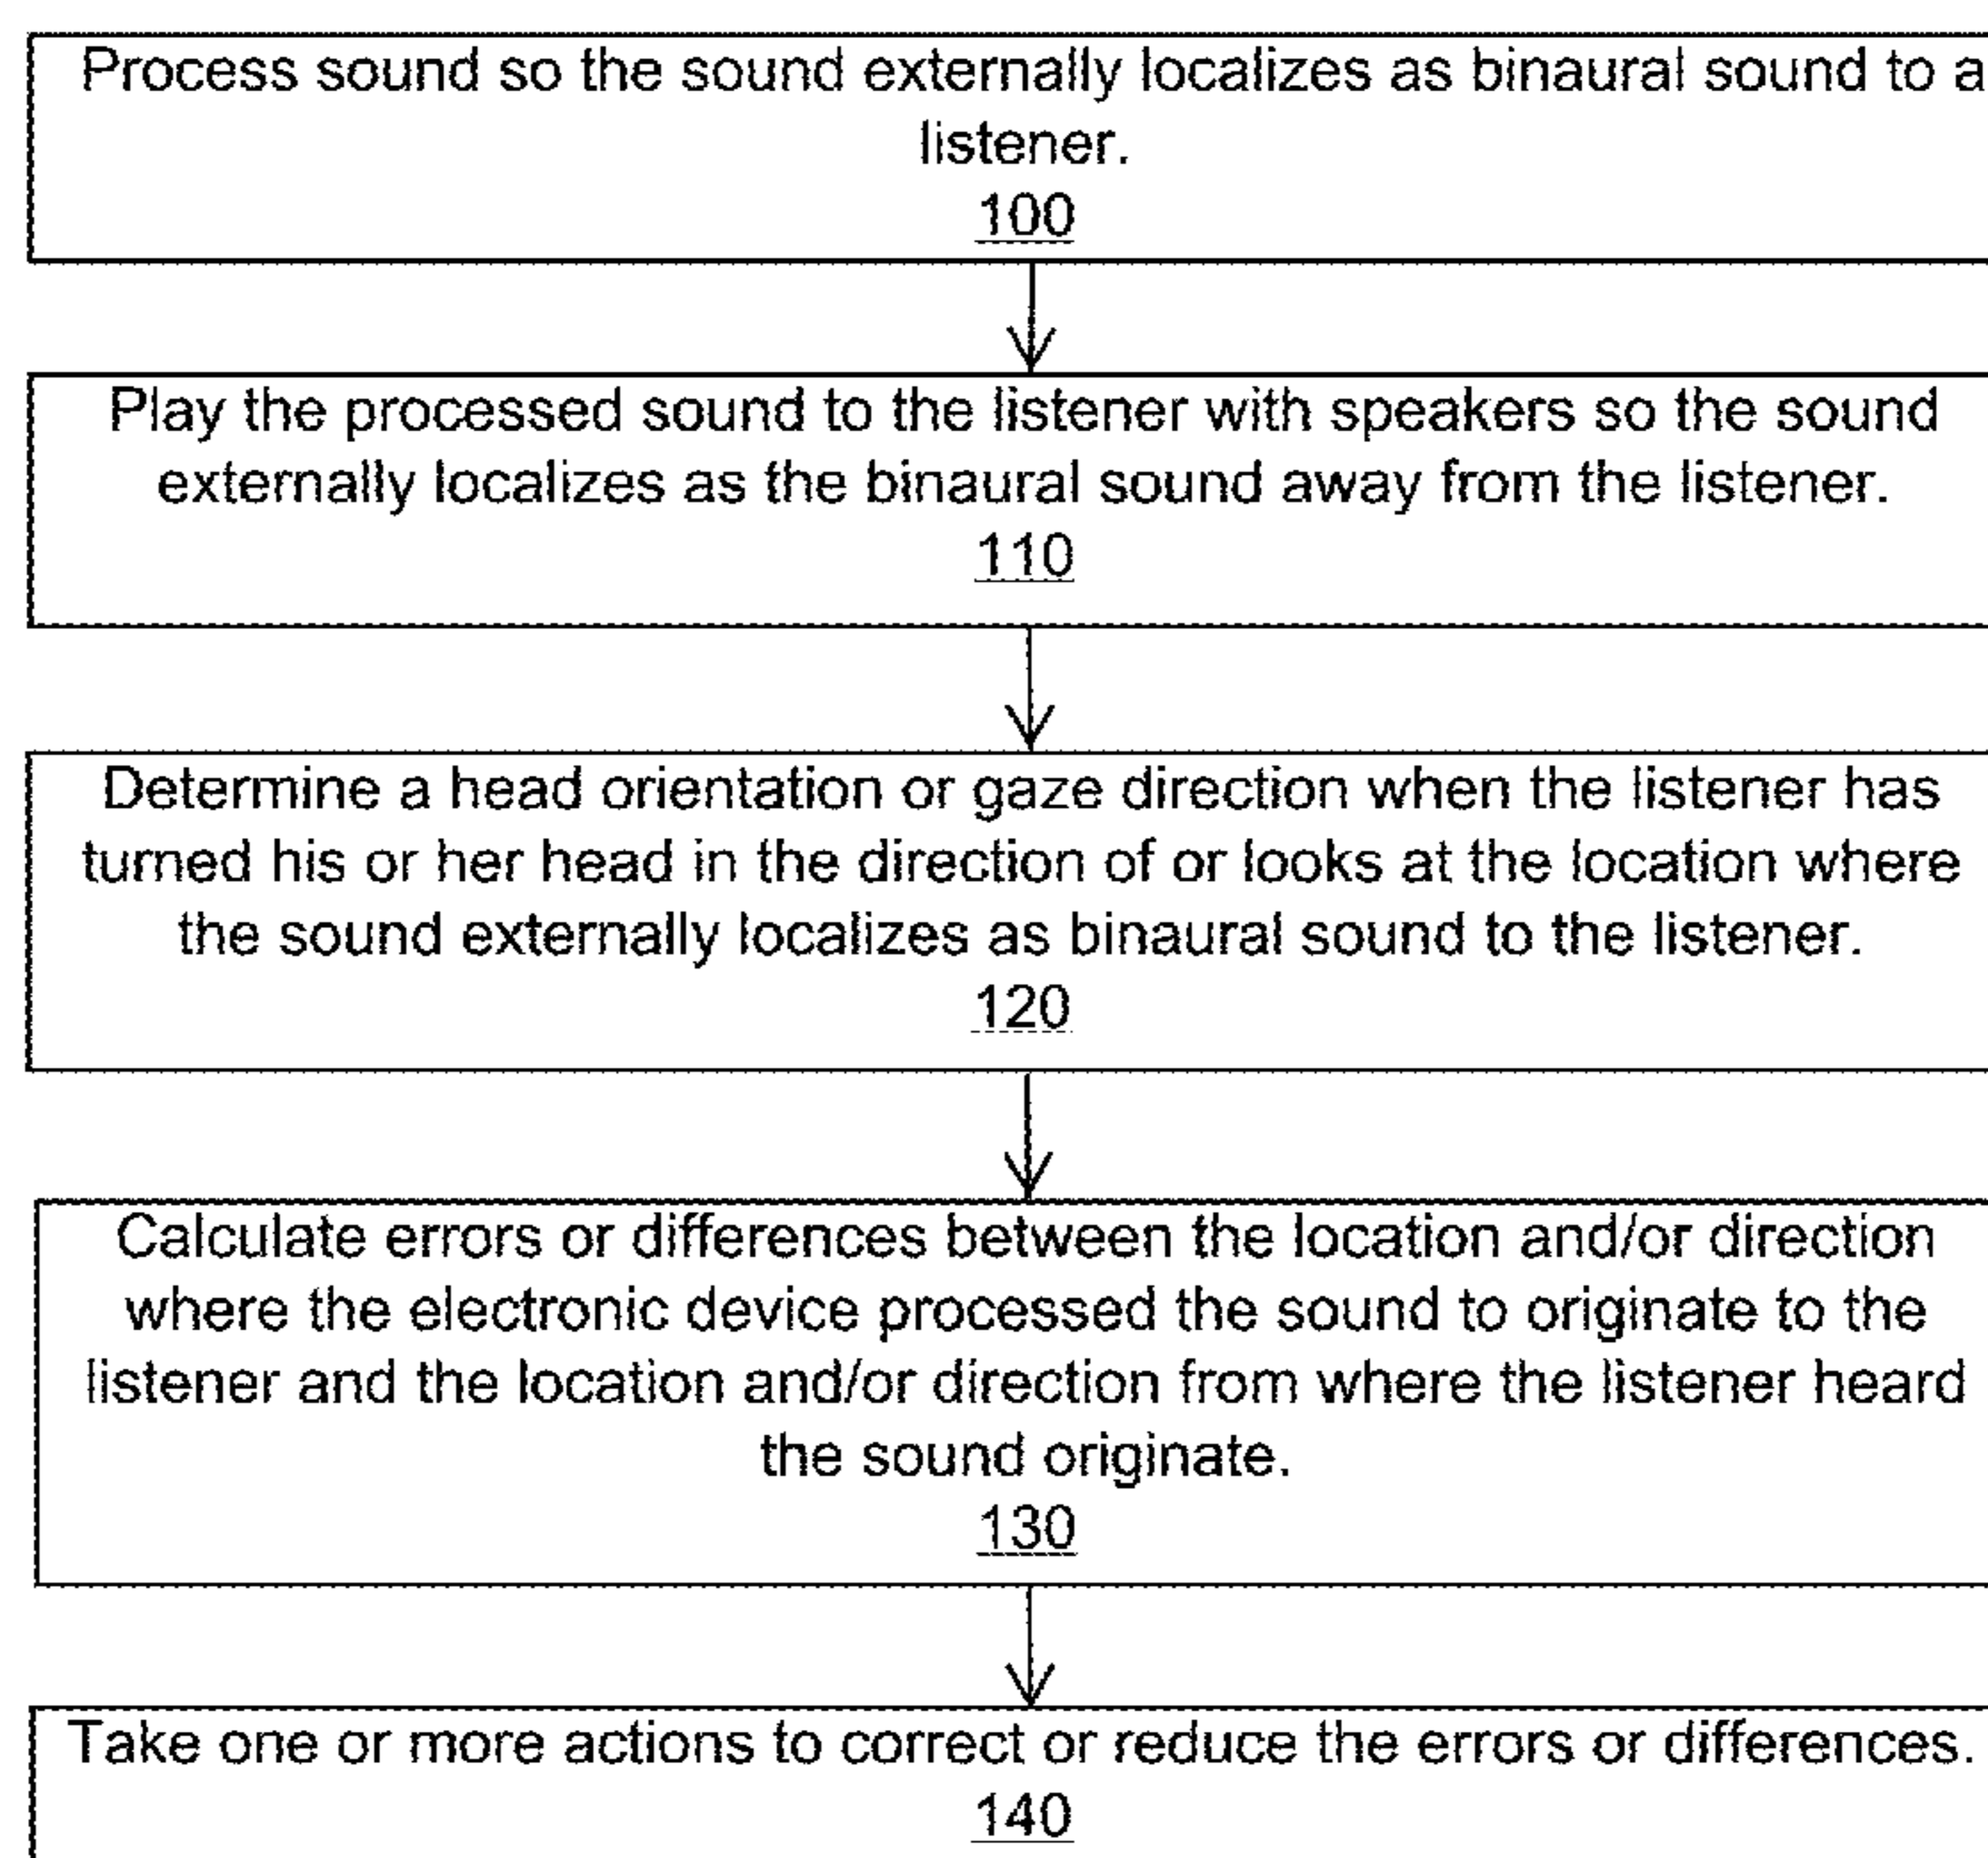 Process sound so the sound externally localizes as binaural sound to a
listener.
100
Play the processed sound to the listener with speakers so the sound
externally localizes as the binaural sound away from the listener.
110
Determine a head orientation or gaze direction when the listener has
turned his or her head in the direction of or looks at the location where
the sound externally localizes as binaural sound to the listener.
120
Calculate errors or differences between the location and/or direction
where the electronic device processed the sound to originate to the
listener and the location and/or direction from where the listener heard
the sound originate.
130
Take one or more actions to correct or reduce the errors or differences.
140